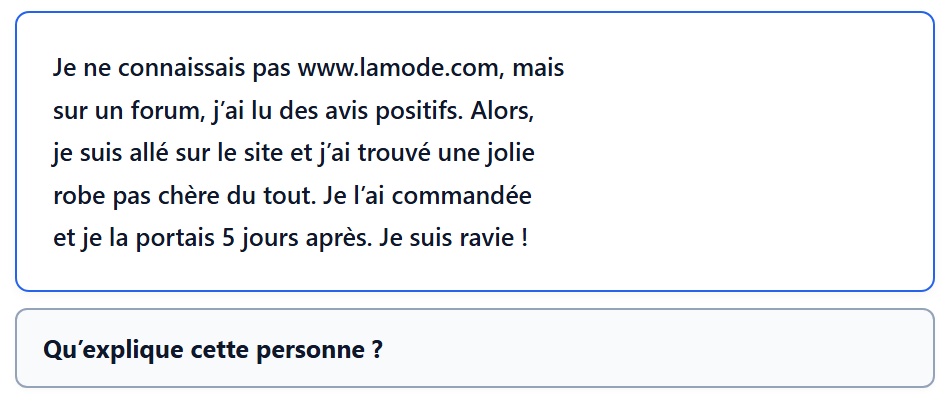 Je ne connaissais pas www.lamode.com, mais
sur un forum, j’ai lu des avis positifs. Alors,
je suis allé sur le site et j’ai trouvé une jolie
robe pas chère du tout. Je l’ai commandée
et je la portais 5 jours après. Je suis ravie !
Qu’explique cette personne ?